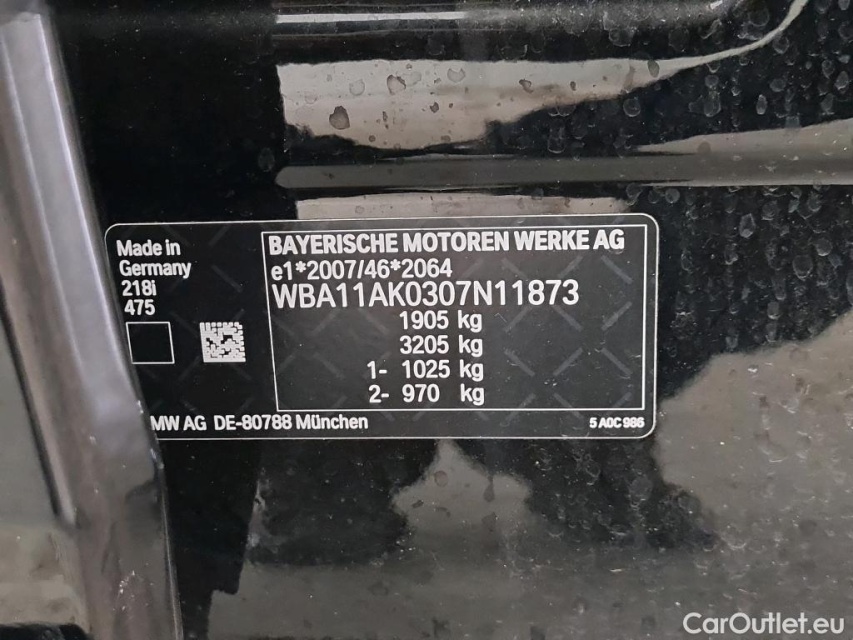 Made in
Germany
218i
475
BAYERISCHE MOTOREN WERKE AG
e1*2007/46*2064
WBA11AK0307N11873
1905 kg
3205 kg
1- 1025 kg
2- 970 kg
MW AG DE-80788 München
5 A0C 986
CarOutlet.eu